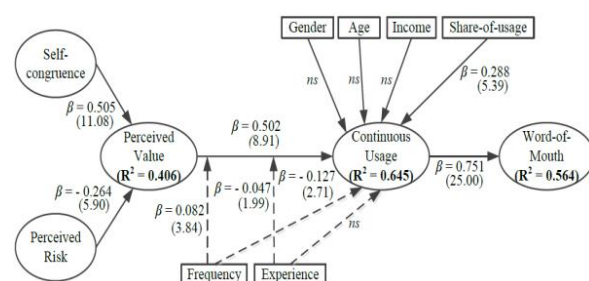 Gender
Age
Income
Share-of-usage
Self-
congruence
ns
ns
ns
β = 0.288
(5.39)
β = 0.505
(11.08)
Perceived
Value
(R² = 0.406)
β = 0.502
(8.91)
Continuous
Usage
(R² = 0.645)
β = 0.751
(25.00)
Word-of-
Mouth
(R² = 0.564)
β = - 0.264
(5.90)
β = 0.082
(3.84)
β = - 0.047
(1.99)
β = - 0.127
(2.71)
ns
Perceived
Risk
Frequency
Experience